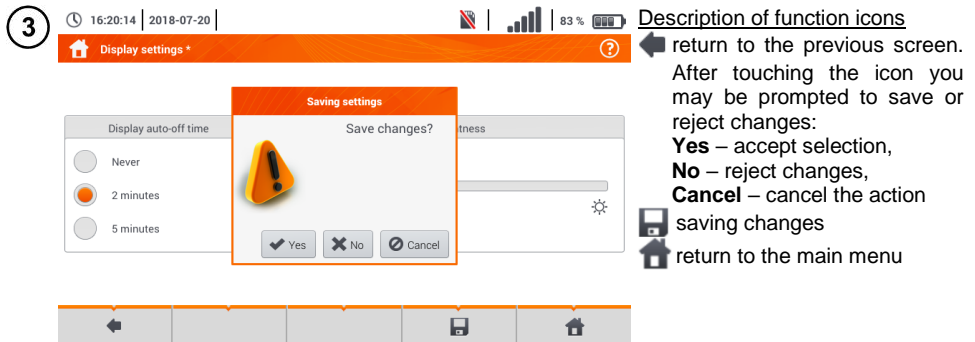 3
16:20:14 2018-07-20 83 %
Display settings * ?
Saving settings
Save changes?
Display auto-off time tness
Never
2 minutes
5 minutes
Yes No Cancel
Description of function icons
return to the previous screen.
After touching the icon you
may be prompted to save or
reject changes:
Yes – accept selection,
No – reject changes,
Cancel – cancel the action
saving changes
return to the main menu